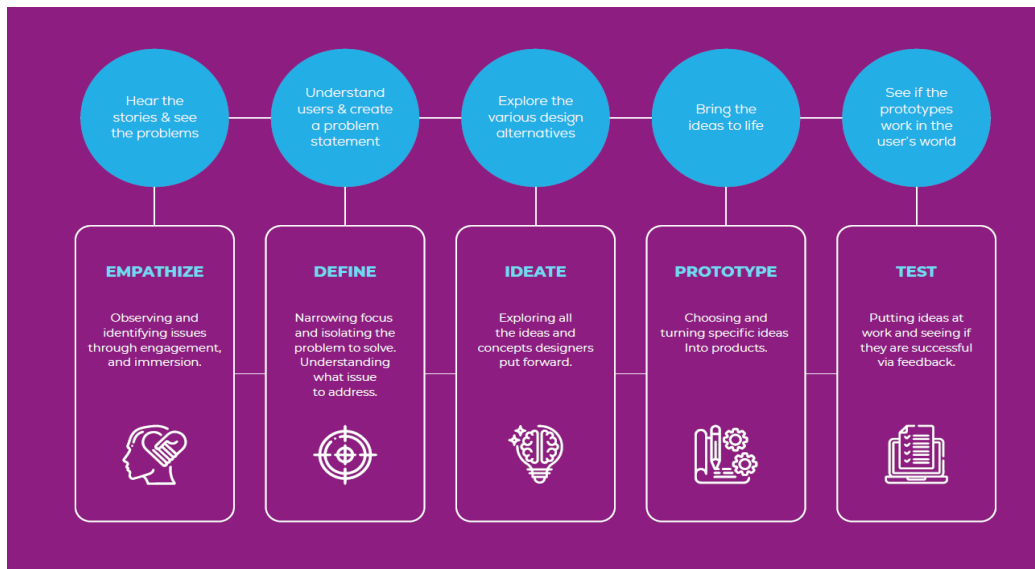 Hear the
stories & see
the problems
Understand
users & create
a problem
statement
Explore the
various design
alternatives
Bring the
ideas to life
See if the
prototypes
work in the
user's world
EMPATHIZE
Observing and
identifying issues
through engagement,
and immersion.
DEFINE
Narrowing focus
and isolating the
problem to solve.
Understanding
what issue
to address.
IDEATE
Exploring all
the ideas and
concepts designers
put forward.
PROTOTYPE
Choosing and
turning specific ideas
Into products.
TEST
Putting ideas at
work and seeing if
they are successful
via feedback.